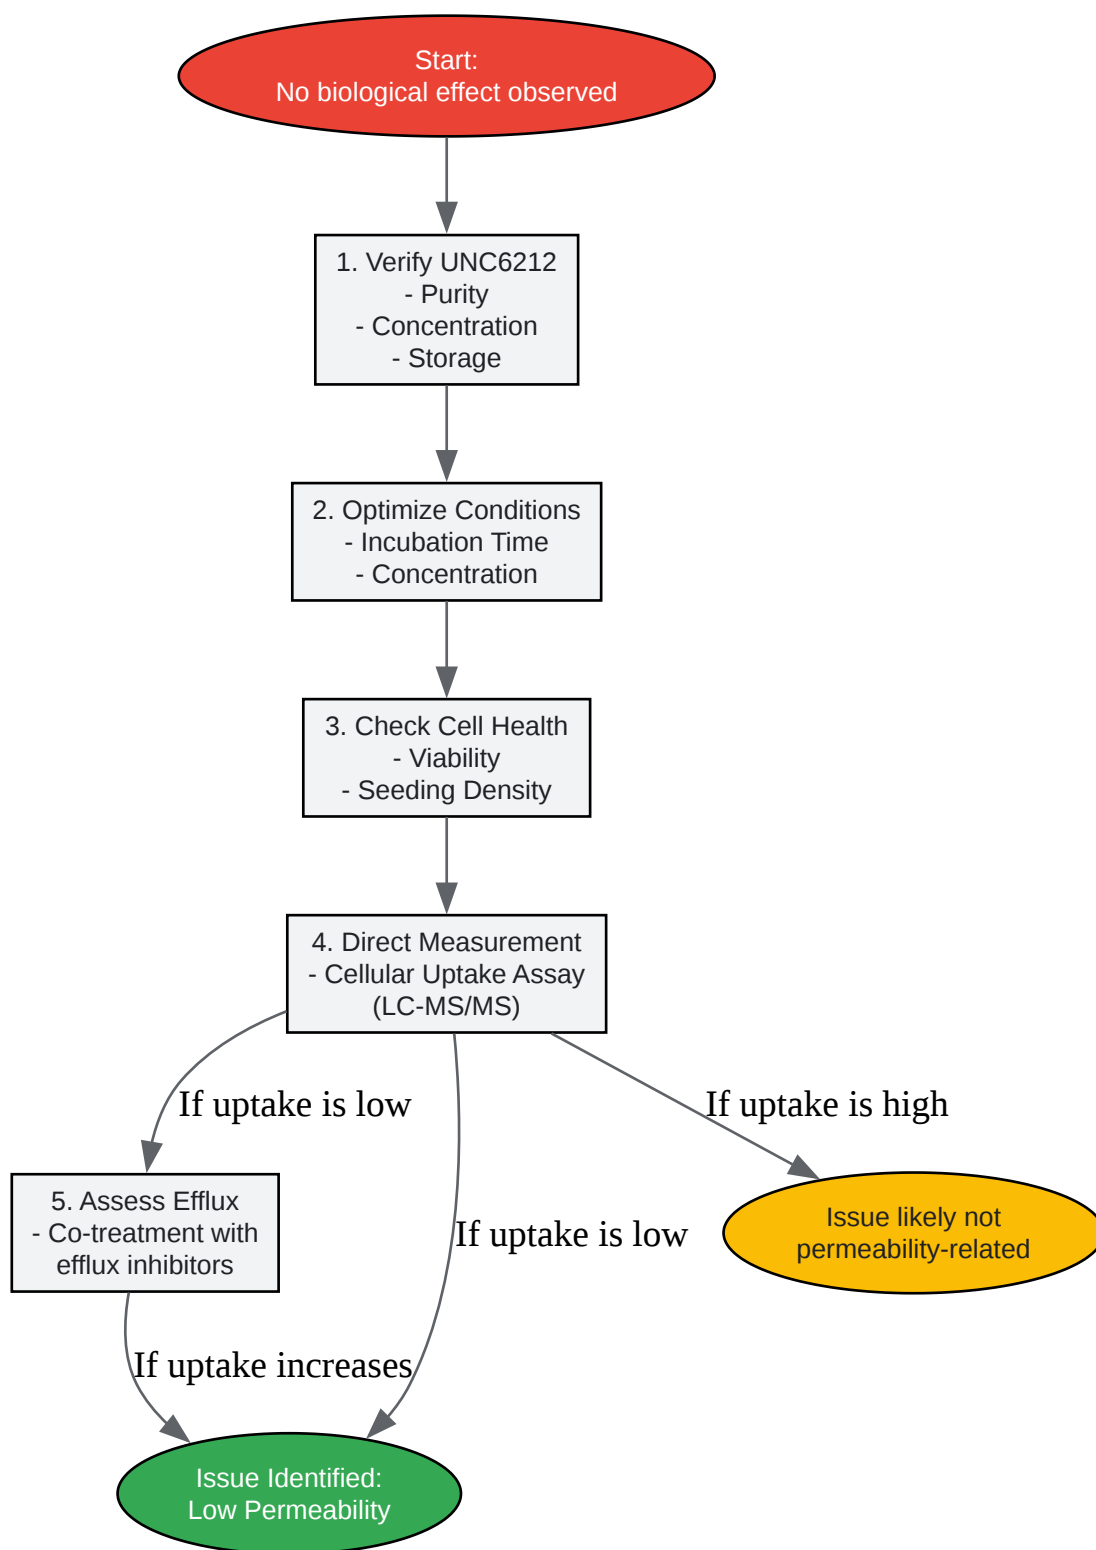 Start:
No biological effect observed
1. Verify UNC6212
- Purity
- Concentration
- Storage
2. Optimize Conditions
- Incubation Time
- Concentration
3. Check Cell Health
- Viability
- Seeding Density
4. Direct Measurement
- Cellular Uptake Assay
(LC-MS/MS)
If uptake is low
If uptake is high
5. Assess Efflux
- Co-treatment with
efflux inhibitors
If uptake is low
Issue likely not
permeability-related
If uptake increases
Issue Identified:
Low Permeability